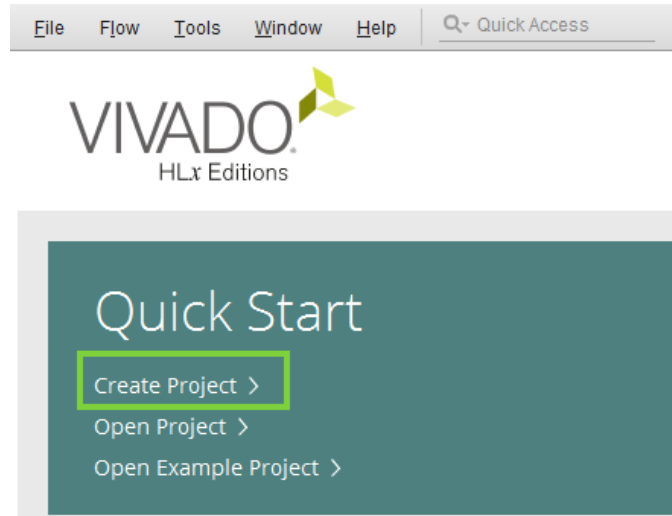 File Flow Tools Window Help Quick Access
VIVADO.
HLx Editions
Quick Start
Create Project >
Open Project >
Open Example Project >